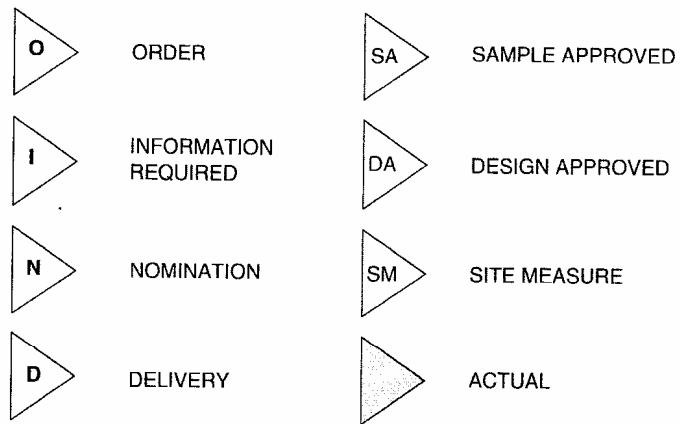 O ORDER
I INFORMATION
REQUIRED
N NOMINATION
D DELIVERY
SA SAMPLE APPROVED
DA DESIGN APPROVED
SM SITE MEASURE
ACTUAL